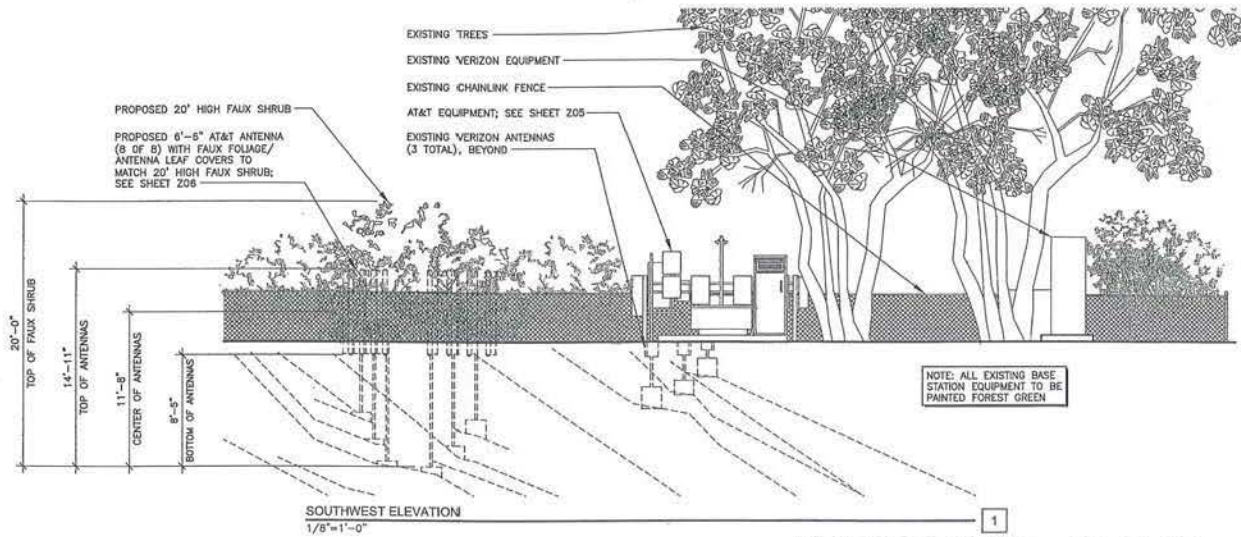 EXISTING TREES
EXISTING VERIZON EQUIPMENT
EXISTING CHAINLINK FENCE
AT&T EQUIPMENT; SEE SHEET Z05
EXISTING VERIZON ANTENNAS
(3 TOTAL), BEYOND
PROPOSED 20' HIGH FAUX SHRUB
PROPOSED 6'-6" AT&T ANTENNA
(8 OF 8) WITH FAUX FOLIAGE/
ANTENNA LEAF COVERS TO
MATCH 20' HIGH FAUX SHRUB;
SEE SHEET Z06
20'-0"
TOP OF FAUX SHRUB
14'-11"
TOP OF ANTENNAS
11'-8"
CENTER OF ANTENNAS
8'-5"
BOTTOM OF ANTENNAS
NOTE: ALL EXISTING BASE
STATION EQUIPMENT TO BE
PAINTED FOREST GREEN
SOUTHWEST ELEVATION
1/8"=1'-0"
1